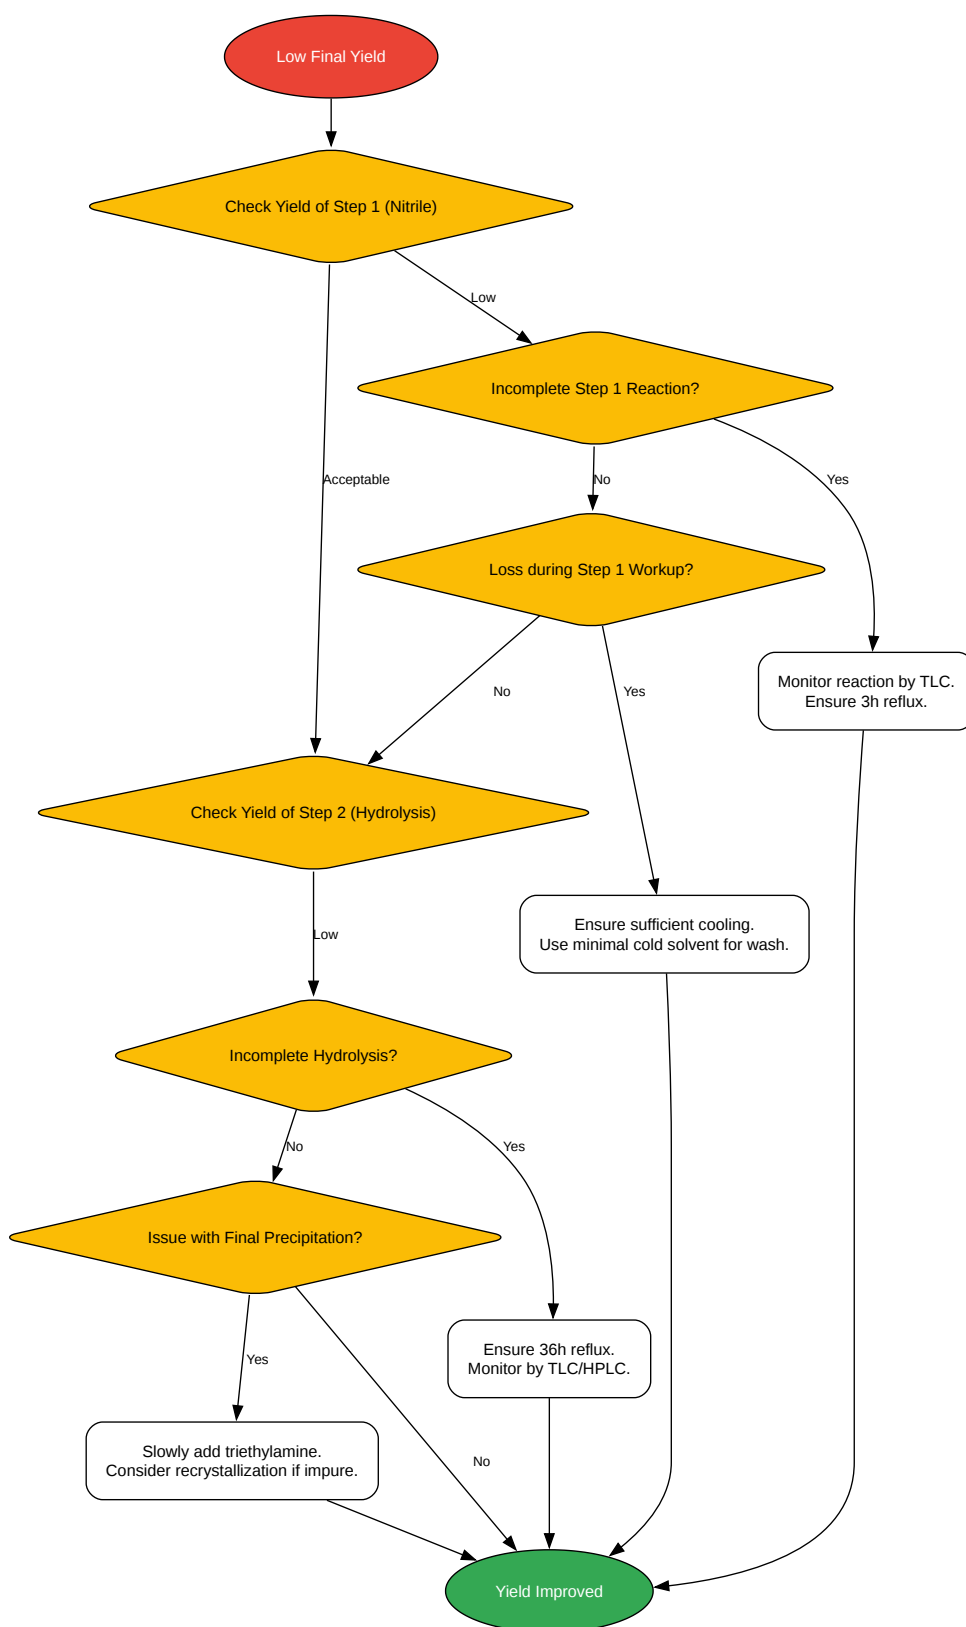 Low Final Yield
Check Yield of Step 1 (Nitrile)
Low
Incomplete Step 1 Reaction?
Acceptable
No
Yes
Loss during Step 1 Workup?
Monitor reaction by TLC.
Ensure 3h reflux.
No
Yes
Check Yield of Step 2 (Hydrolysis)
Ensure sufficient cooling.
Use minimal cold solvent for wash.
Low
Incomplete Hydrolysis?
No
Yes
Issue with Final Precipitation?
Ensure 36h reflux.
Monitor by TLC/HPLC.
Yes
Slowly add triethylamine.
Consider recrystallization if impure.
No
Yield Improved